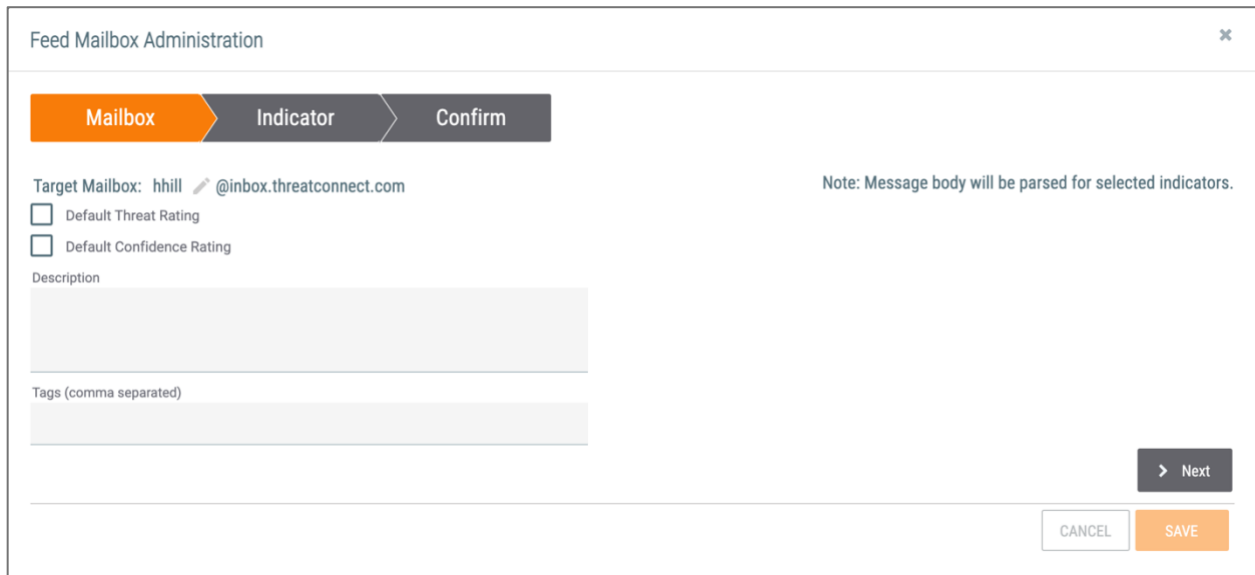 Feed Mailbox Administration
Mailbox Indicator Confirm
Target Mailbox: hhill @inbox.threatconnect.com
Note: Message body will be parsed for selected indicators.
Default Threat Rating
Default Confidence Rating
Description
Tags (comma separated)
Next
CANCEL SAVE